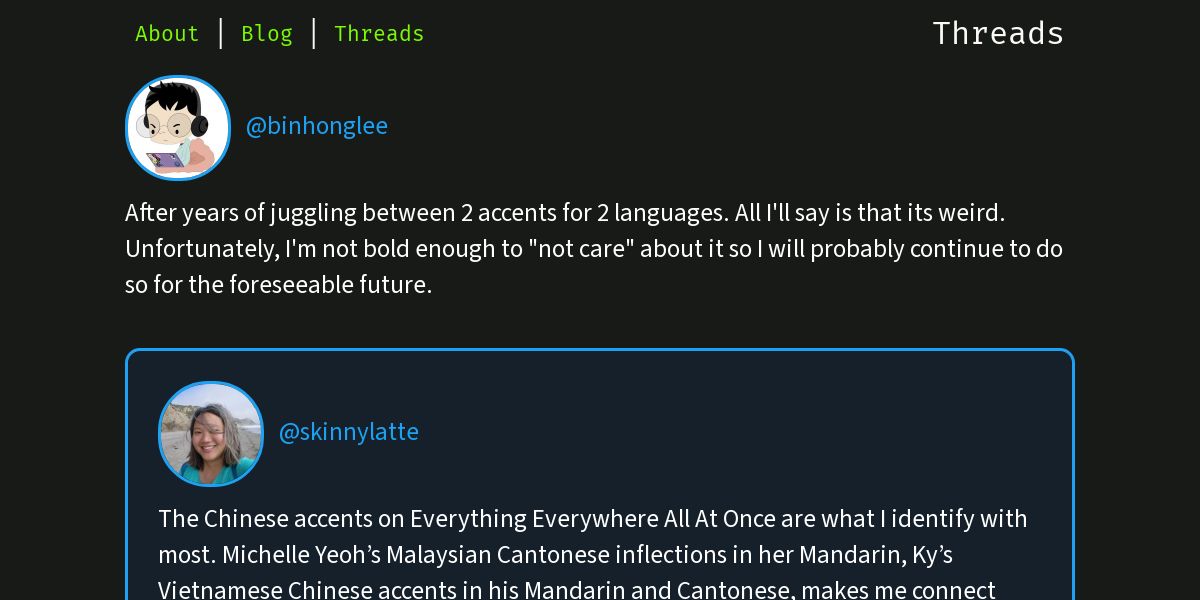 About | Blog | Threads
Threads
@binhonglee
After years of juggling between 2 accents for 2 languages. All I'll say is that its weird.
Unfortunately, I'm not bold enough to "not care" about it so I will probably continue to do
so for the foreseeable future.
@skinnylatte
The Chinese accents on Everything Everywhere All At Once are what I identify with
most. Michelle Yeoh’s Malaysian Cantonese inflections in her Mandarin, Ky’s
Vietnamese Chinese accents in his Mandarin and Cantonese, makes me connect